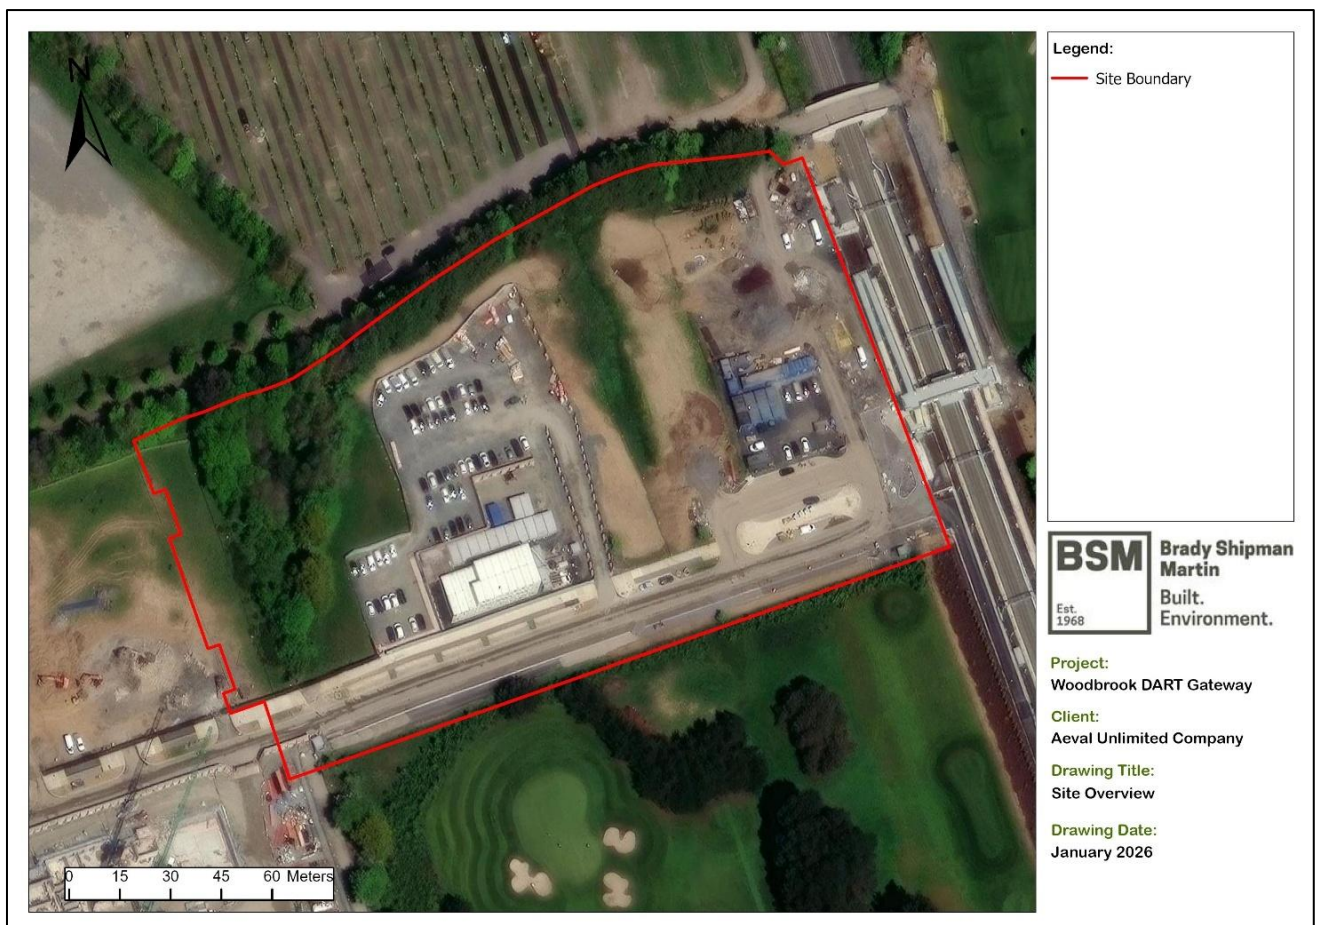 N
Legend:
Site Boundary
BSM
Est.
1968
Brady Shipman
Martin
Built.
Environment.
Project:
Woodbrook DART Gateway
Client:
Aeval Unlimited Company
Drawing Title:
Site Overview
Drawing Date:
January 2026
0 15 30 45 60 Meters